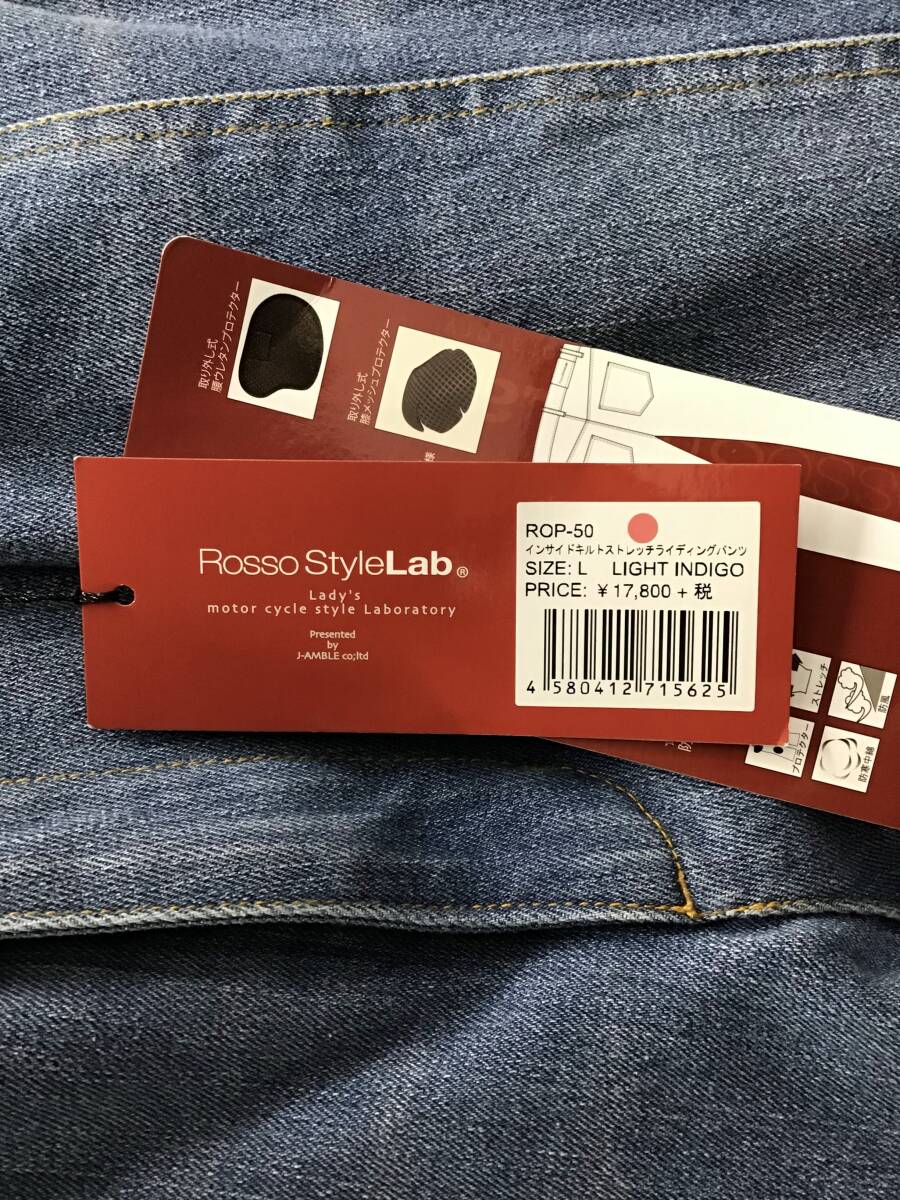 取り外し式
腰ウレタンプロテクター
取り外し式
膝メッシュプロテクター
様
Rosso StyleLab®
Lady's
motor cycle style Laboratory
Presented
by
J-AMBLE co;ltd
ROP-50
インサイドキルトストレッチライディングパンツ
SIZE: L LIGHT INDIGO
PRICE: ¥17,800 + 税
4 580412 715625
ストレッチ
防風
プロテクター
防寒中綿